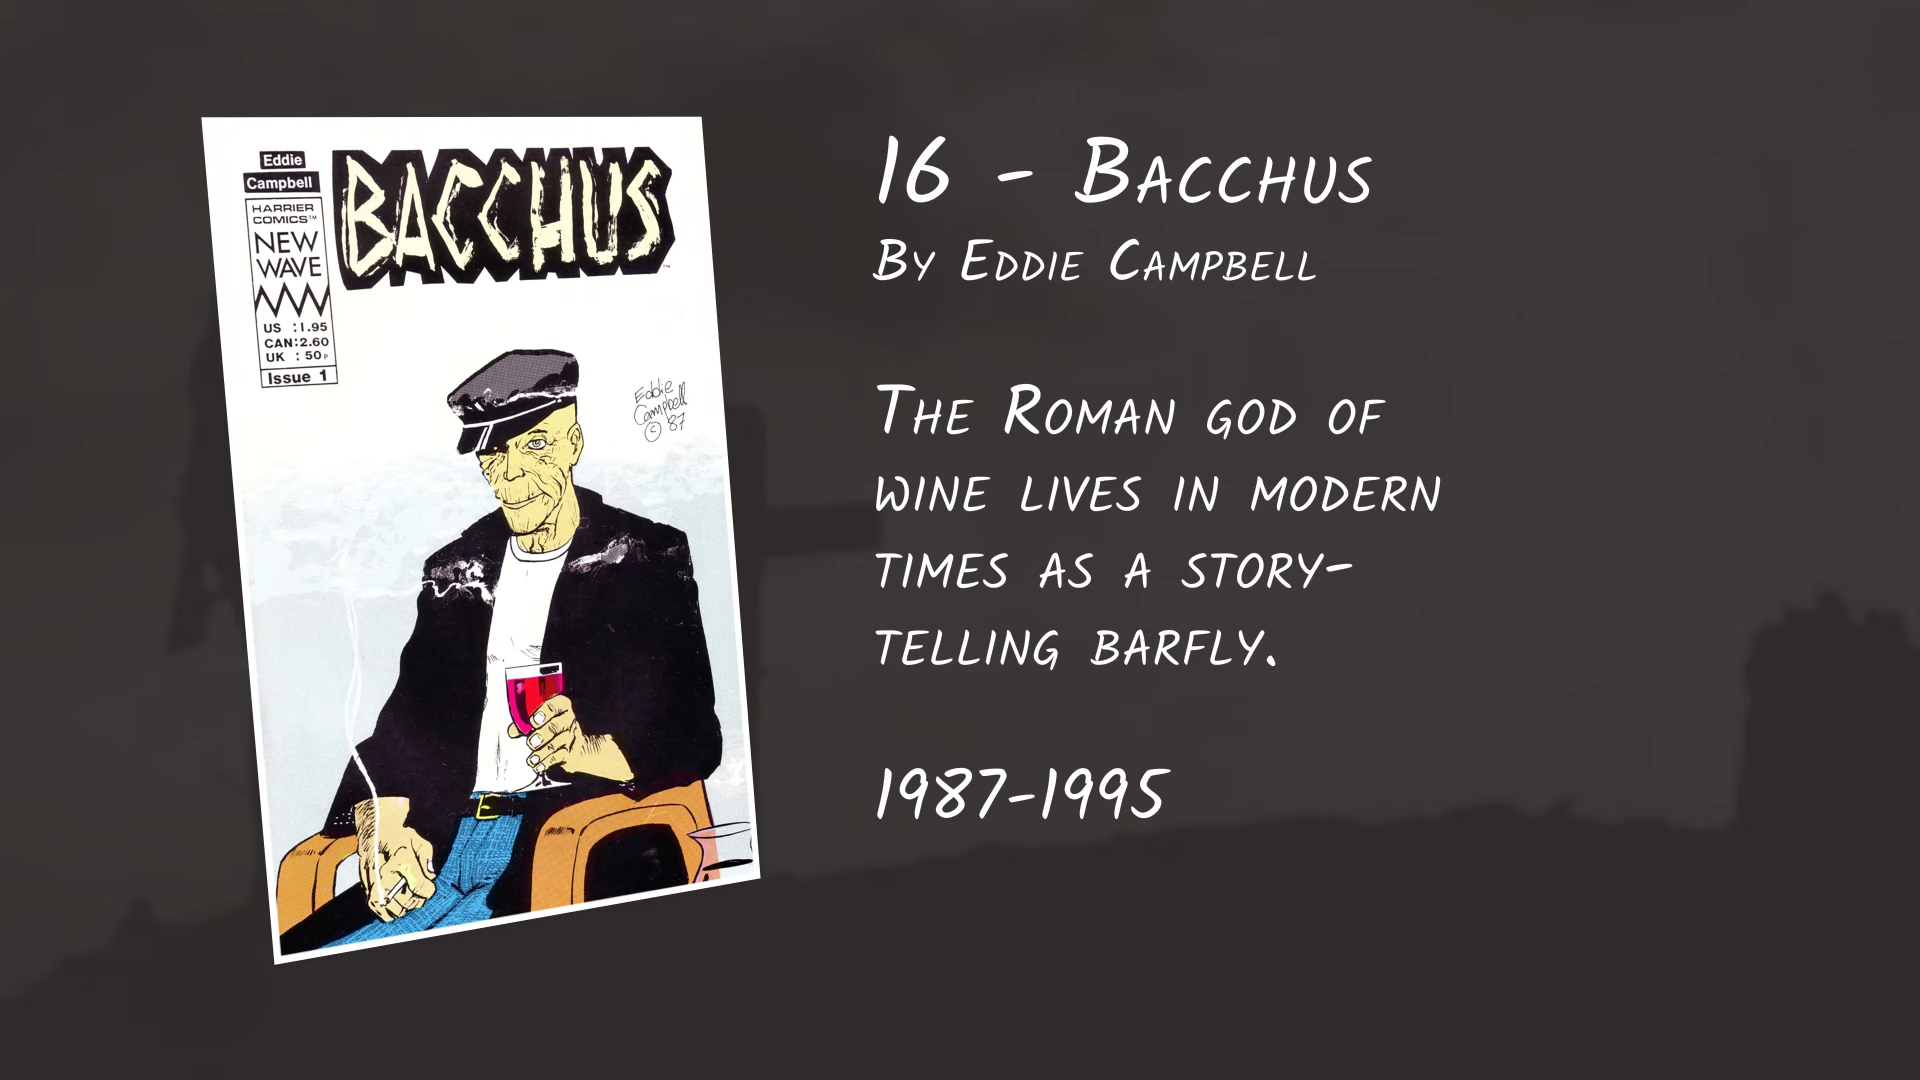 Eddie
Campbell
HARRIER
COMICS™
NEW
WAVE
US : 1.95
CAN: 2.60
UK : 50p
Issue 1
BACCHUS™
Eddie
Campbell
© '87
16 - Bacchus
By Eddie Campbell
The Roman god of
wine lives in modern
times as a story-
telling barfly.
1987-1995